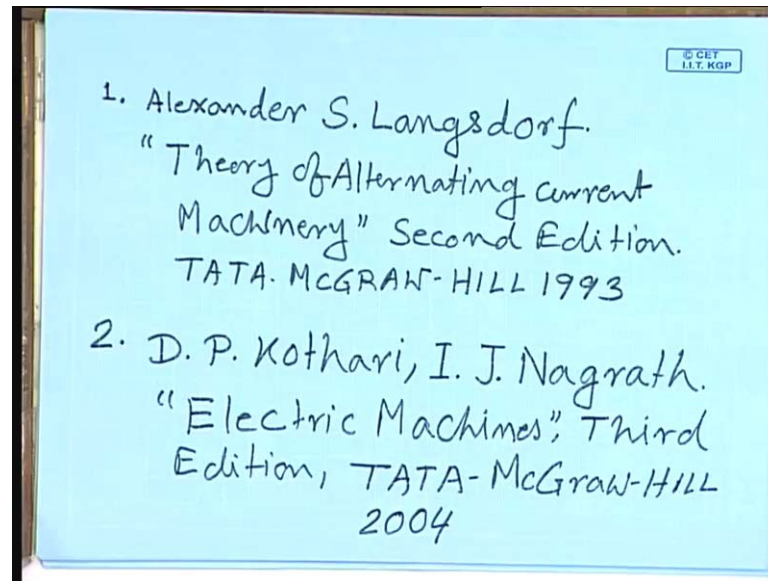 © CET
I.I.T. KGP
1. Alexander S. Langsdorf.
"Theory of Alternating current
Machinery" Second Edition.
TATA. McGRAW-HILL 1993
2. D. P. Kothari, I. J. Nagrath.
"Electric Machines", Third
Edition, TATA-McGraw-HILL
2004